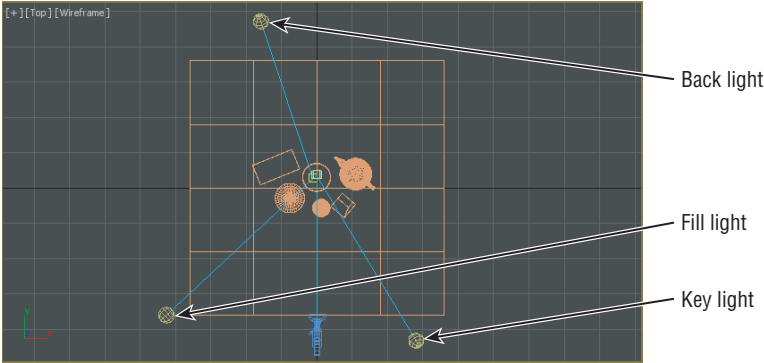 [+][Top][Wireframe]
Back light
Fill light
Key light
y
x